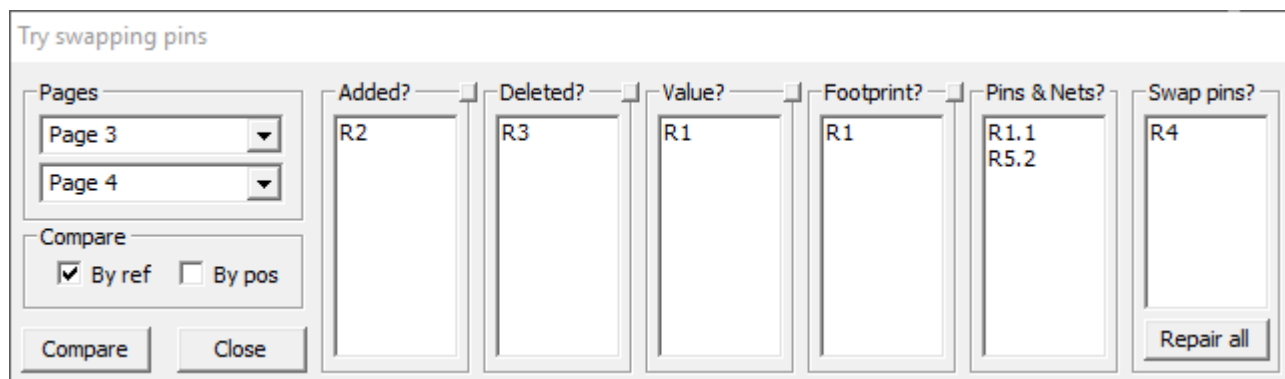 Try swapping pins
Pages
Page 3
Page 4
Compare
By ref
By pos
Compare
Close
Added?
R2
Deleted?
R3
Value?
R1
Footprint?
R1
Pins & Nets?
R1.1
R5.2
Swap pins?
R4
Repair all